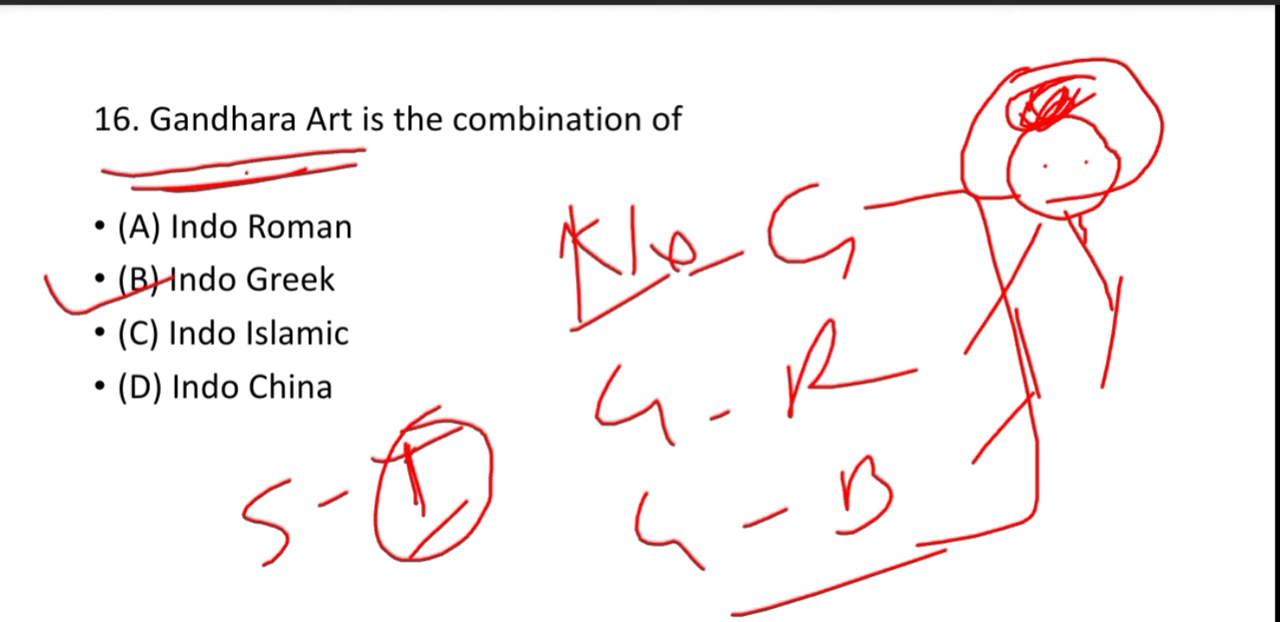 16. Gandhara Art is the combination of
• (A) Indo Roman
• (B) Indo Greek
• (C) Indo Islamic
• (D) Indo China
G - R
S - I
G - B